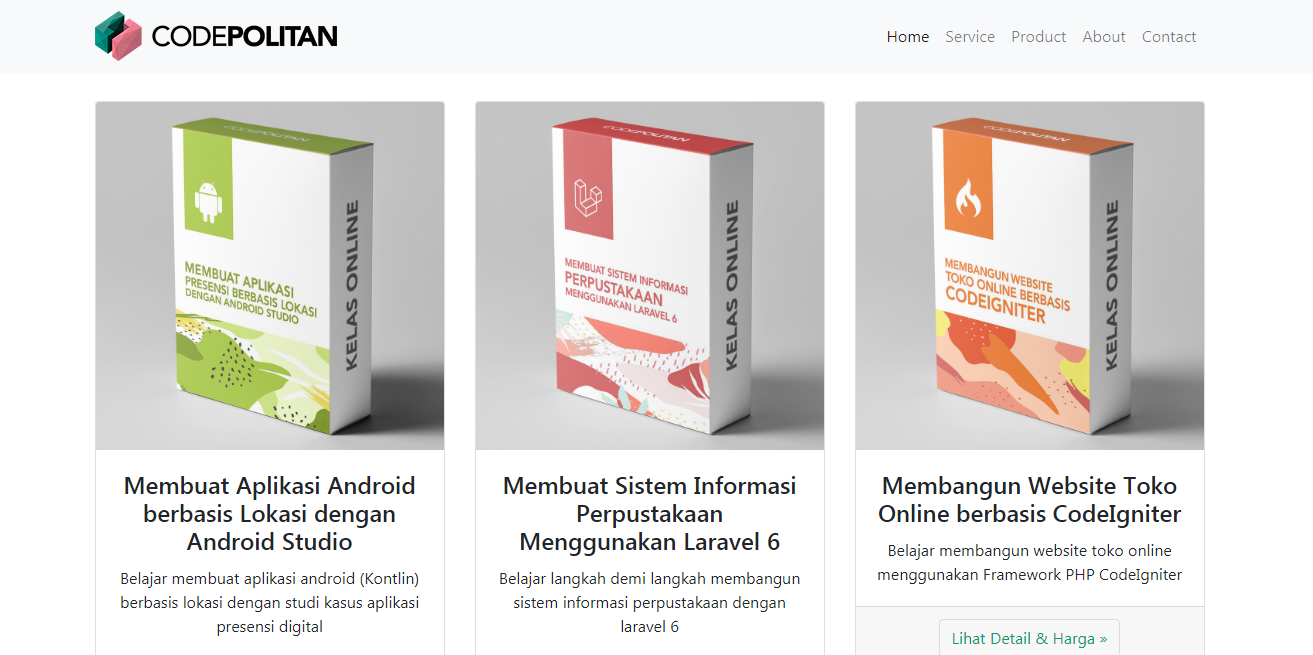 CODEPOLITAN
Home Service Product About Contact
CODEPOLITAN
MEMBUAT APLIKASI
PRESENSI BERBASIS LOKASI
DENGAN ANDROID STUDIO
KELAS ONLINE
CODEPOLITAN
MEMBUAT SISTEM INFORMASI
PERPUSTAKAAN
MENGGUNAKAN LARAVEL 6
KELAS ONLINE
CODEPOLITAN
MEMBANGUN WEBSITE
TOKO ONLINE BERBASIS
CODEIGNITER
KELAS ONLINE
Membuat Aplikasi Android
berbasis Lokasi dengan
Android Studio
Belajar membuat aplikasi android (Kontlin)
berbasis lokasi dengan studi kasus aplikasi
presensi digital
Membuat Sistem Informasi
Perpustakaan
Menggunakan Laravel 6
Belajar langkah demi langkah membangun
sistem informasi perpustakaan dengan
laravel 6
Membangun Website Toko
Online berbasis CodeIgniter
Belajar membangun website toko online
menggunakan Framework PHP CodeIgniter
Lihat Detail & Harga »